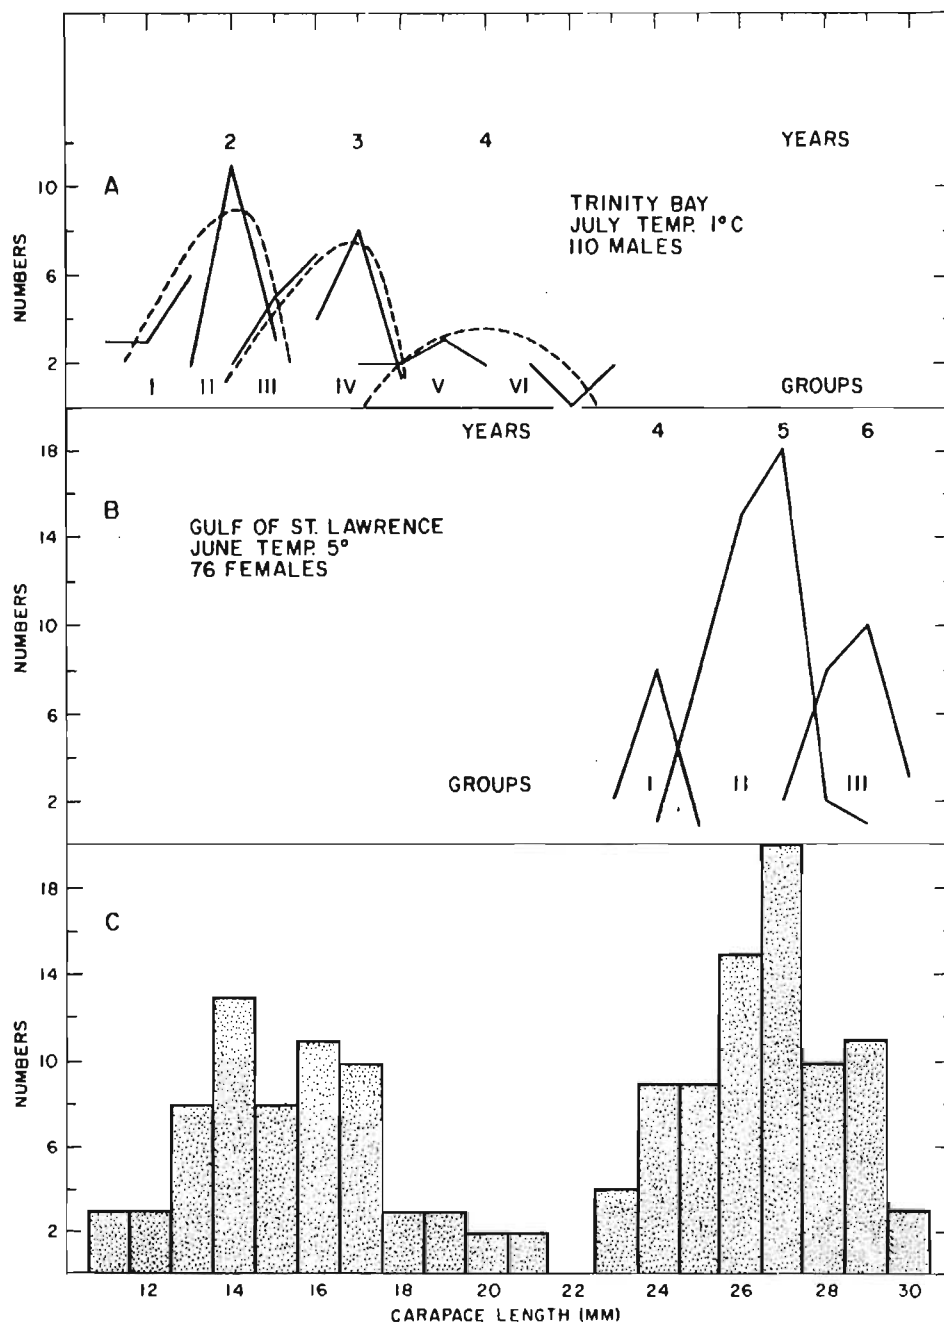 2 3 4 YEARS
A
TRINITY BAY
JULY TEMP. 1°C
110 MALES
10
6
2
NUMBERS
I II III IV V VI GROUPS
YEARS 4 5 6
B
GULF OF ST. LAWRENCE
JUNE TEMP. 5°
76 FEMALES
18
14
10
6
2
NUMBERS
GROUPS I II III
C
18
14
10
6
2
NUMBERS
12 14 16 18 20 22 24 26 28 30
CARAPACE LENGTH (MM)